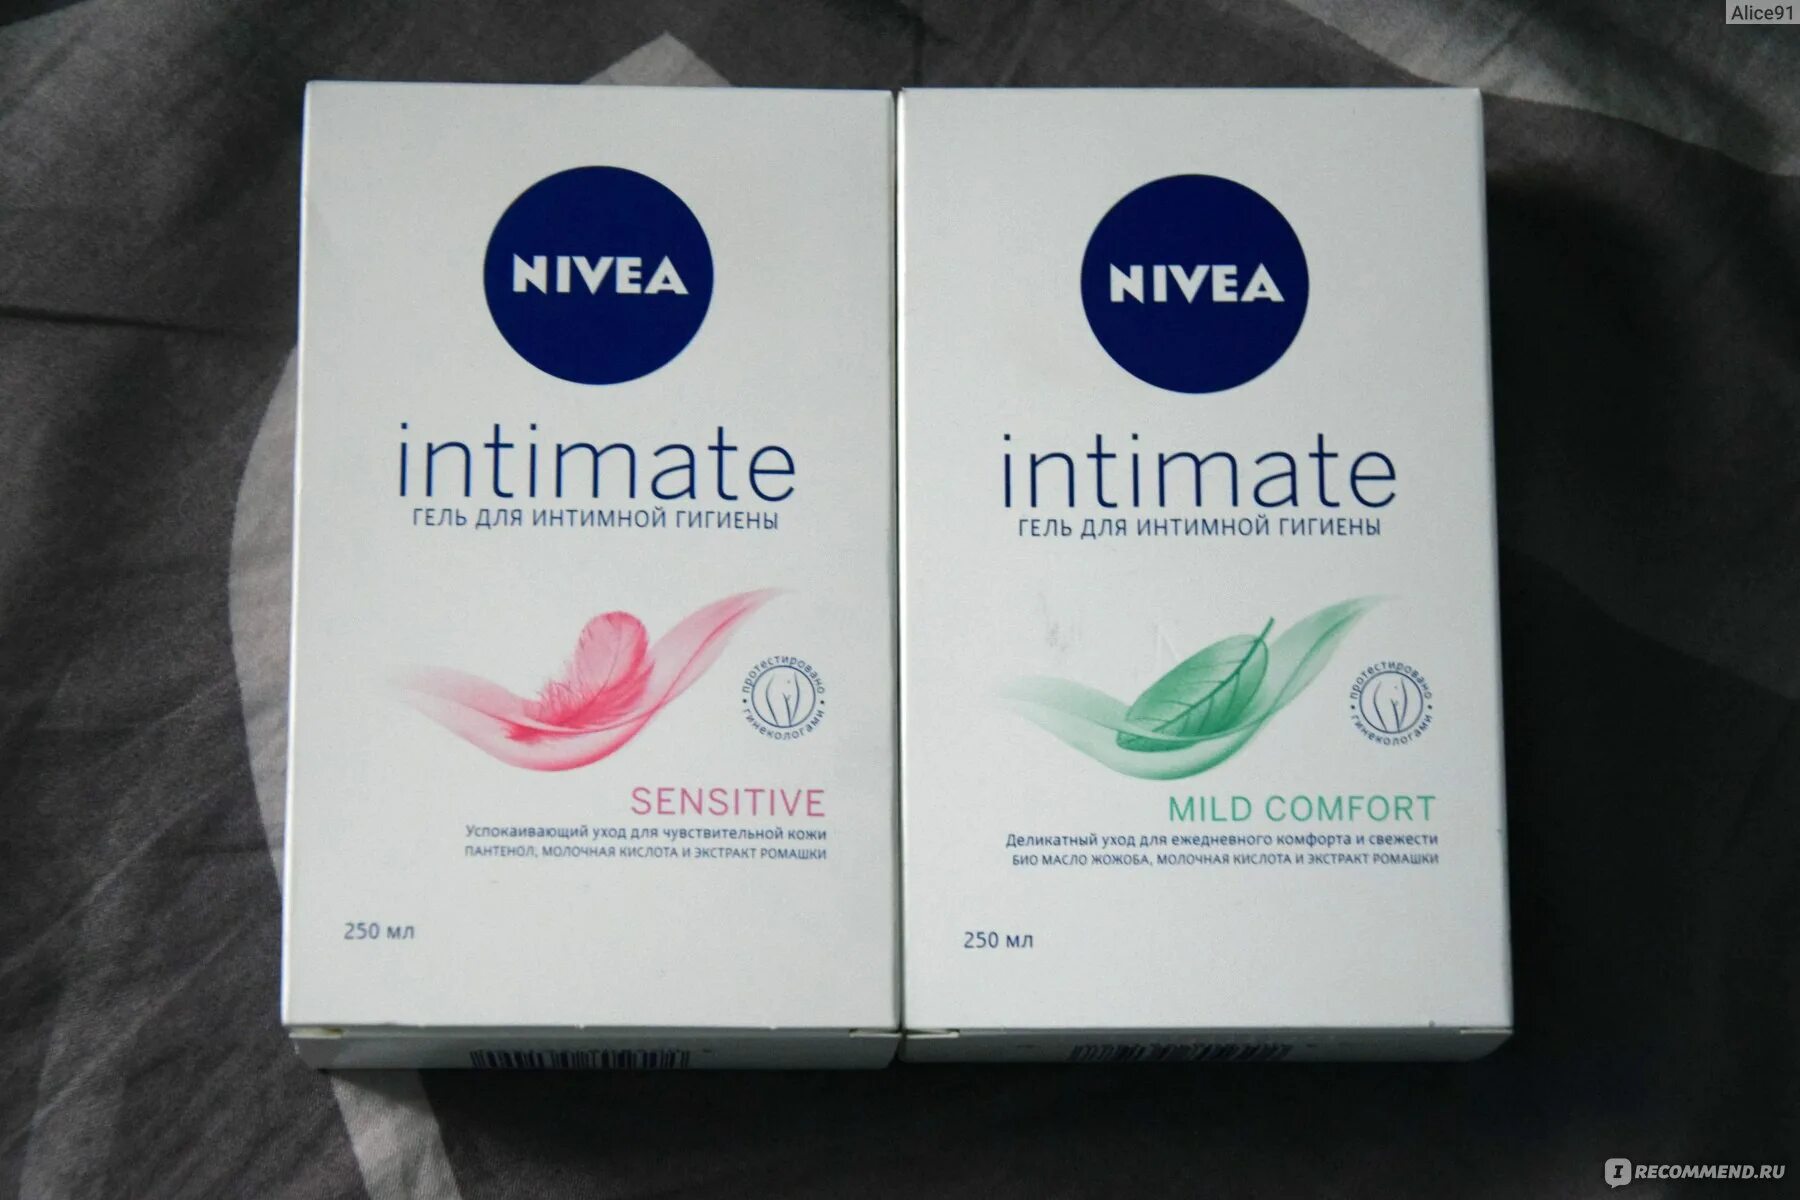 Alice91
NIVEA
intimate
ГЕЛЬ ДЛЯ ИНТИМНОЙ ГИГИЕНЫ
• протестировано • гинекологами
SENSITIVE
Успокаивающий уход для чувствительной кожи
ПАНТЕНОЛ, МОЛОЧНАЯ КИСЛОТА И ЭКСТРАКТ РОМАШКИ
250 мл
NIVEA
intimate
ГЕЛЬ ДЛЯ ИНТИМНОЙ ГИГИЕНЫ
• протестировано • гинекологами
MILD COMFORT
Деликатный уход для ежедневного комфорта и свежести
БИО МАСЛО ЖОЖОБА, МОЛОЧНАЯ КИСЛОТА И ЭКСТРАКТ РОМАШКИ
250 мл
I RECOMMEND.RU